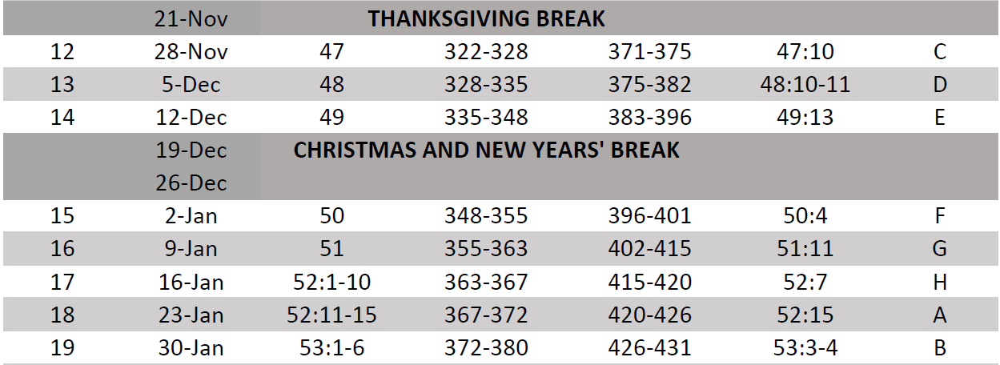 21-Nov THANKSGIVING BREAK
12 28-Nov 47 322-328 371-375 47:10 C
13 5-Dec 48 328-335 375-382 48:10-11 D
14 12-Dec 49 335-348 383-396 49:13 E
19-Dec CHRISTMAS AND NEW YEARS' BREAK
26-Dec
15 2-Jan 50 348-355 396-401 50:4 F
16 9-Jan 51 355-363 402-415 51:11 G
17 16-Jan 52:1-10 363-367 415-420 52:7 H
18 23-Jan 52:11-15 367-372 420-426 52:15 A
19 30-Jan 53:1-6 372-380 426-431 53:3-4 B